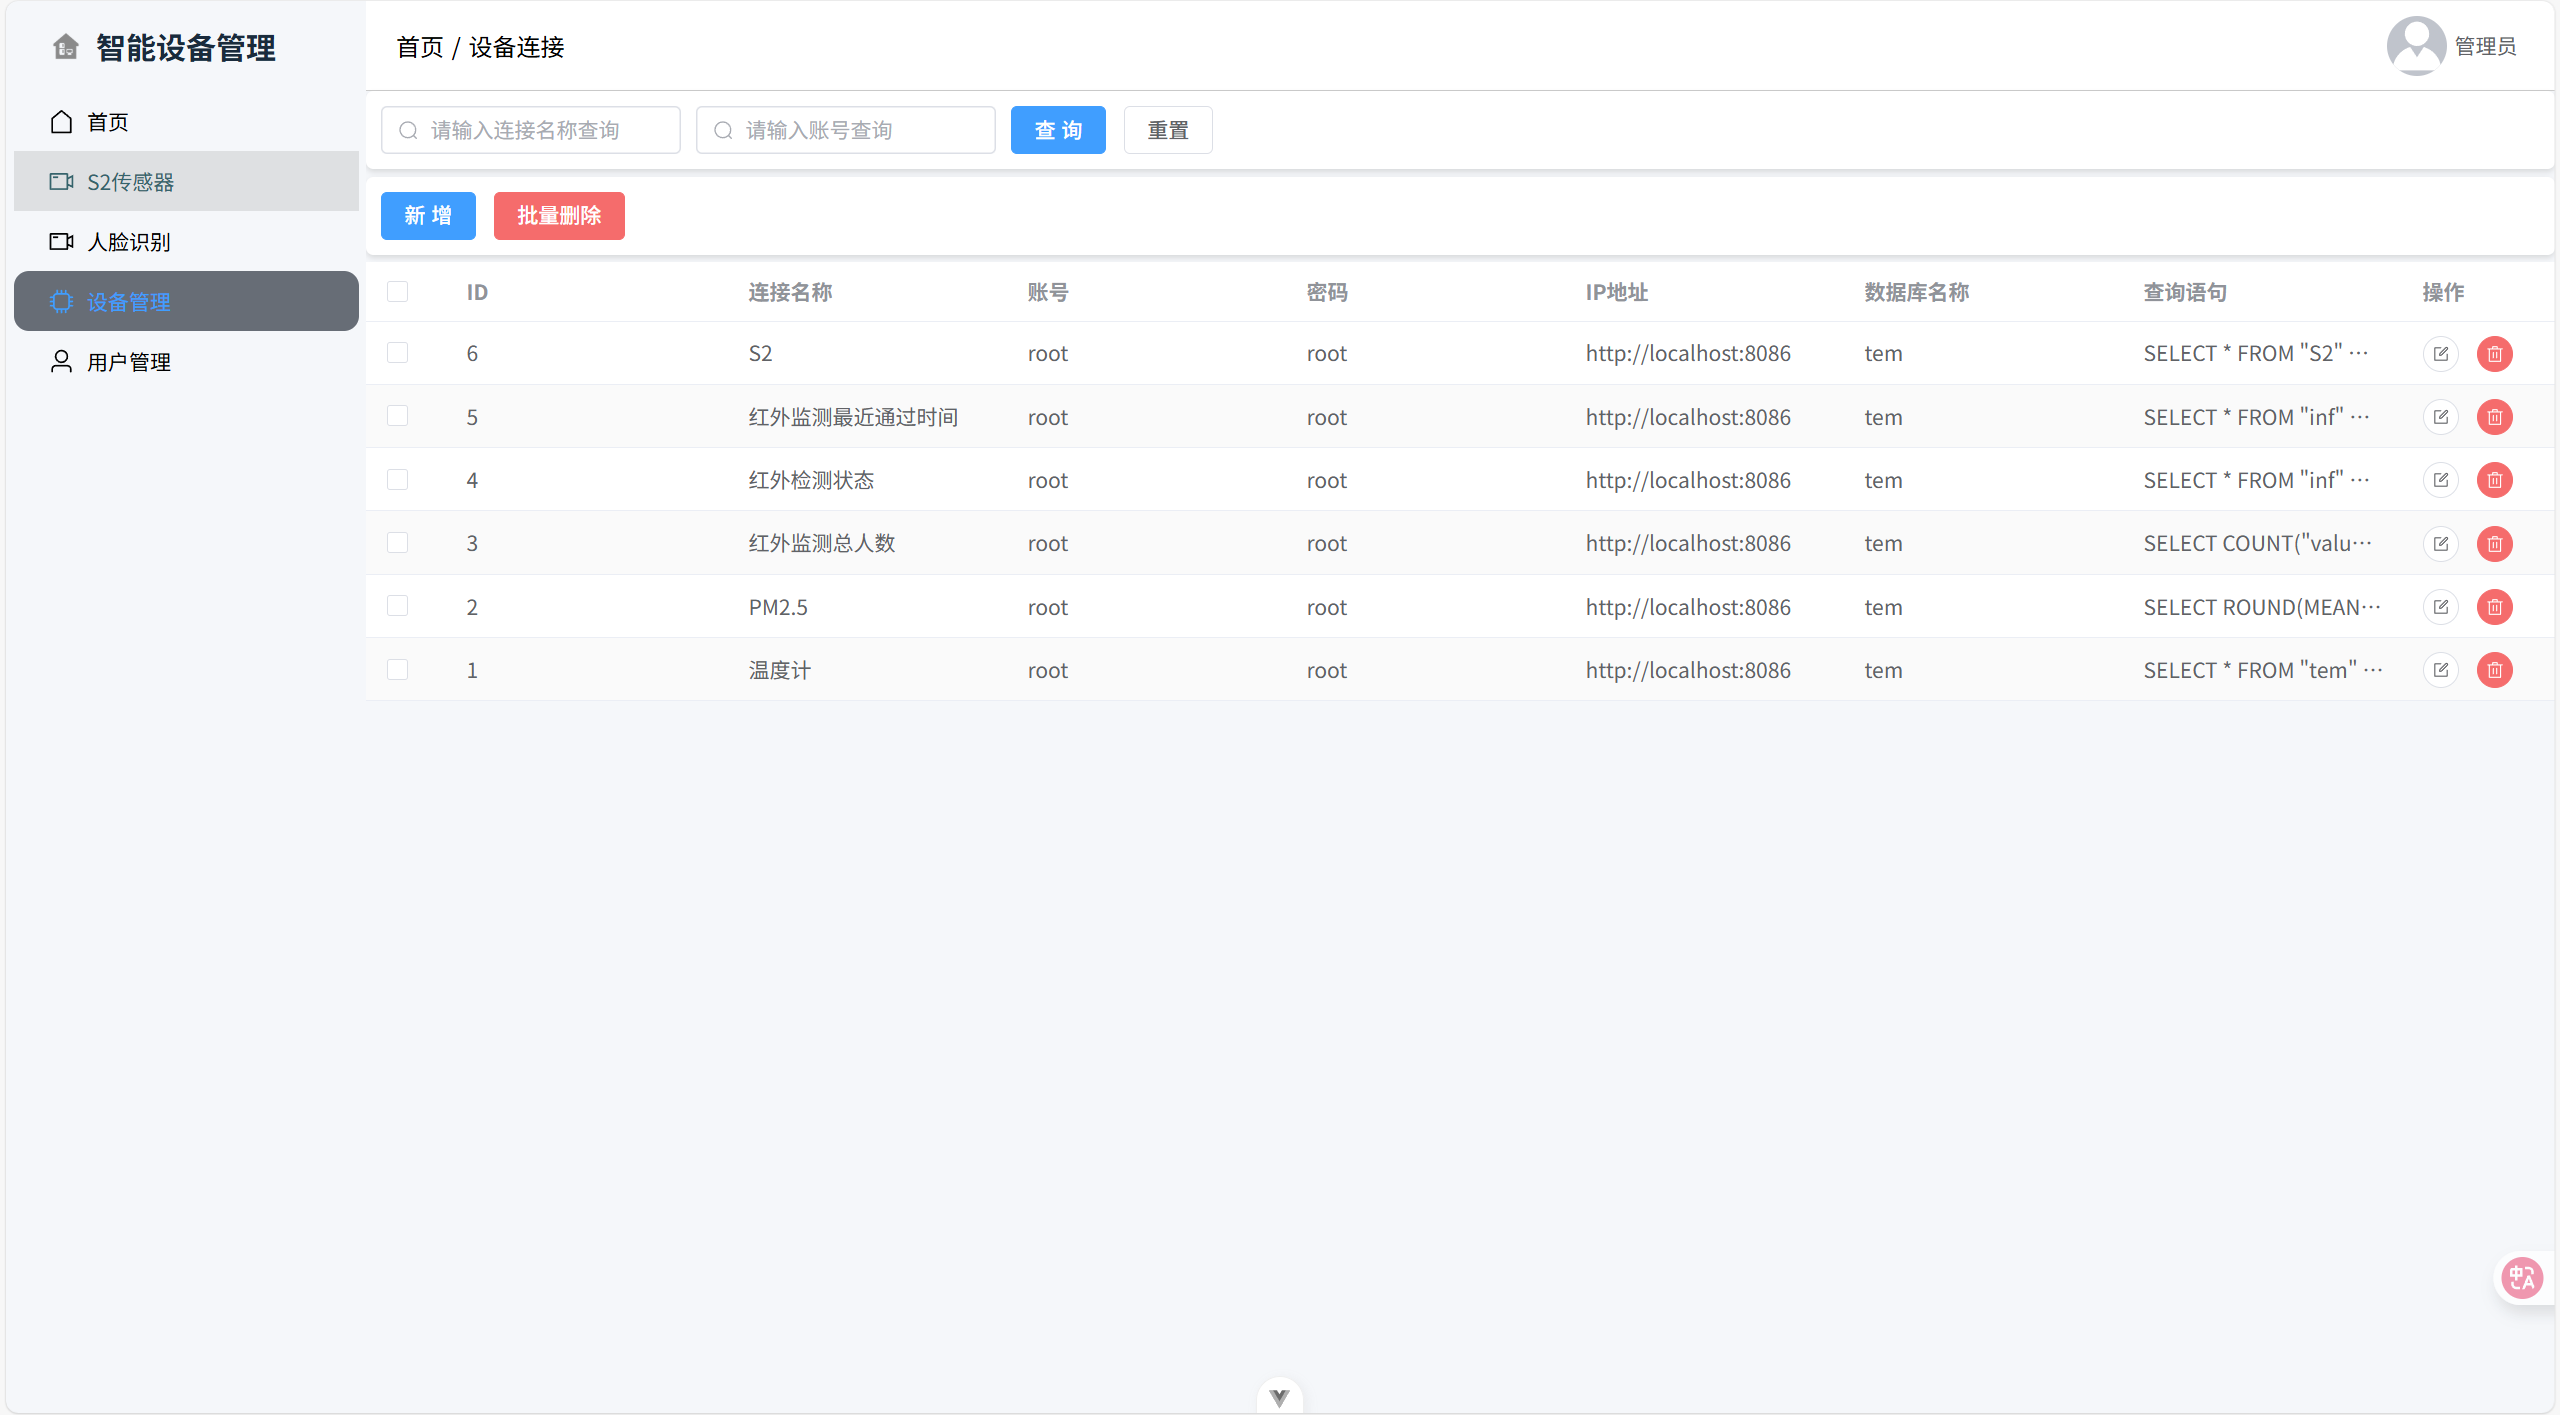 智能设备管理
首页
S2传感器
人脸识别
设备管理
用户管理
首页 / 设备连接
管理员
请输入连接名称查询 请输入账号查询 查 询 重置
新 增 批量删除
ID 连接名称 账号 密码 IP地址 数据库名称 查询语句 操作
6 S2 root root http://localhost:8086 tem SELECT * FROM "S2" …
5 红外监测最近通过时间 root root http://localhost:8086 tem SELECT * FROM "inf" …
4 红外检测状态 root root http://localhost:8086 tem SELECT * FROM "inf" …
3 红外监测总人数 root root http://localhost:8086 tem SELECT COUNT("valu…
2 PM2.5 root root http://localhost:8086 tem SELECT ROUND(MEAN…
1 温度计 root root http://localhost:8086 tem SELECT * FROM "tem" …
中A